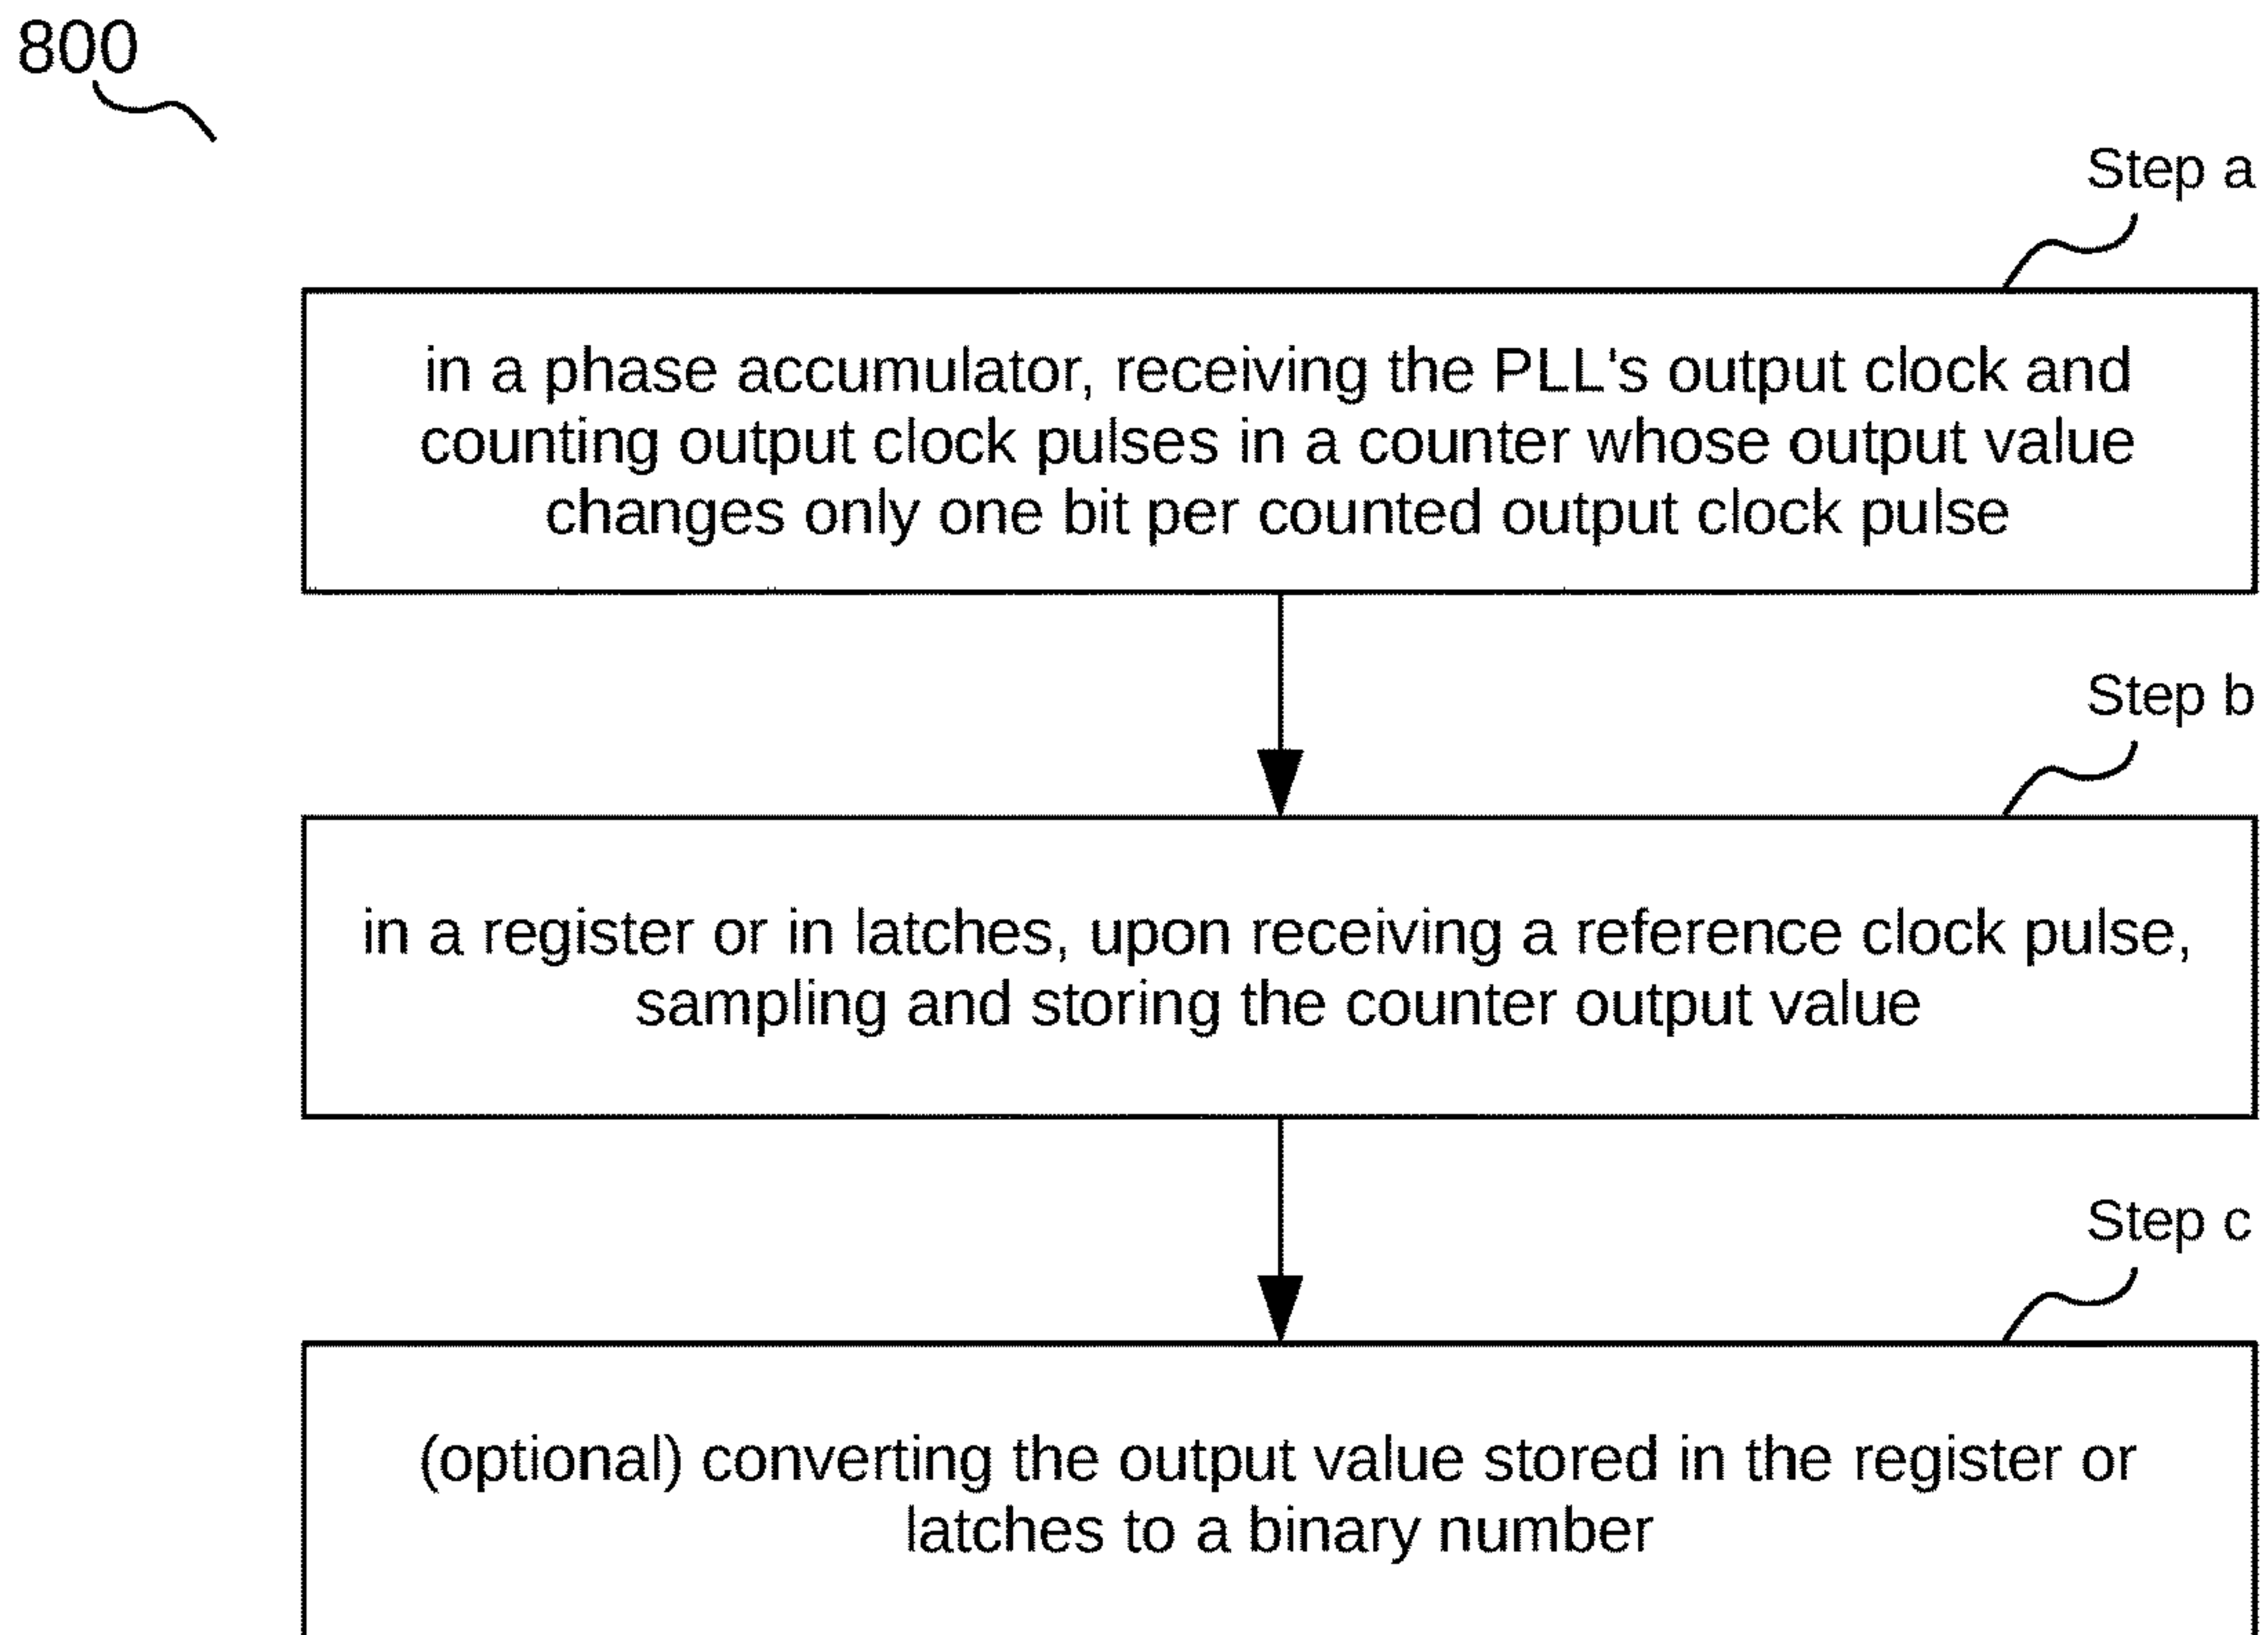 800
Step a
in a phase accumulator, receiving the PLL's output clock and
counting output clock pulses in a counter whose output value
changes only one bit per counted output clock pulse
Step b
in a register or in latches, upon receiving a reference clock pulse,
sampling and storing the counter output value
Step c
(optional) converting the output value stored in the register or
latches to a binary number